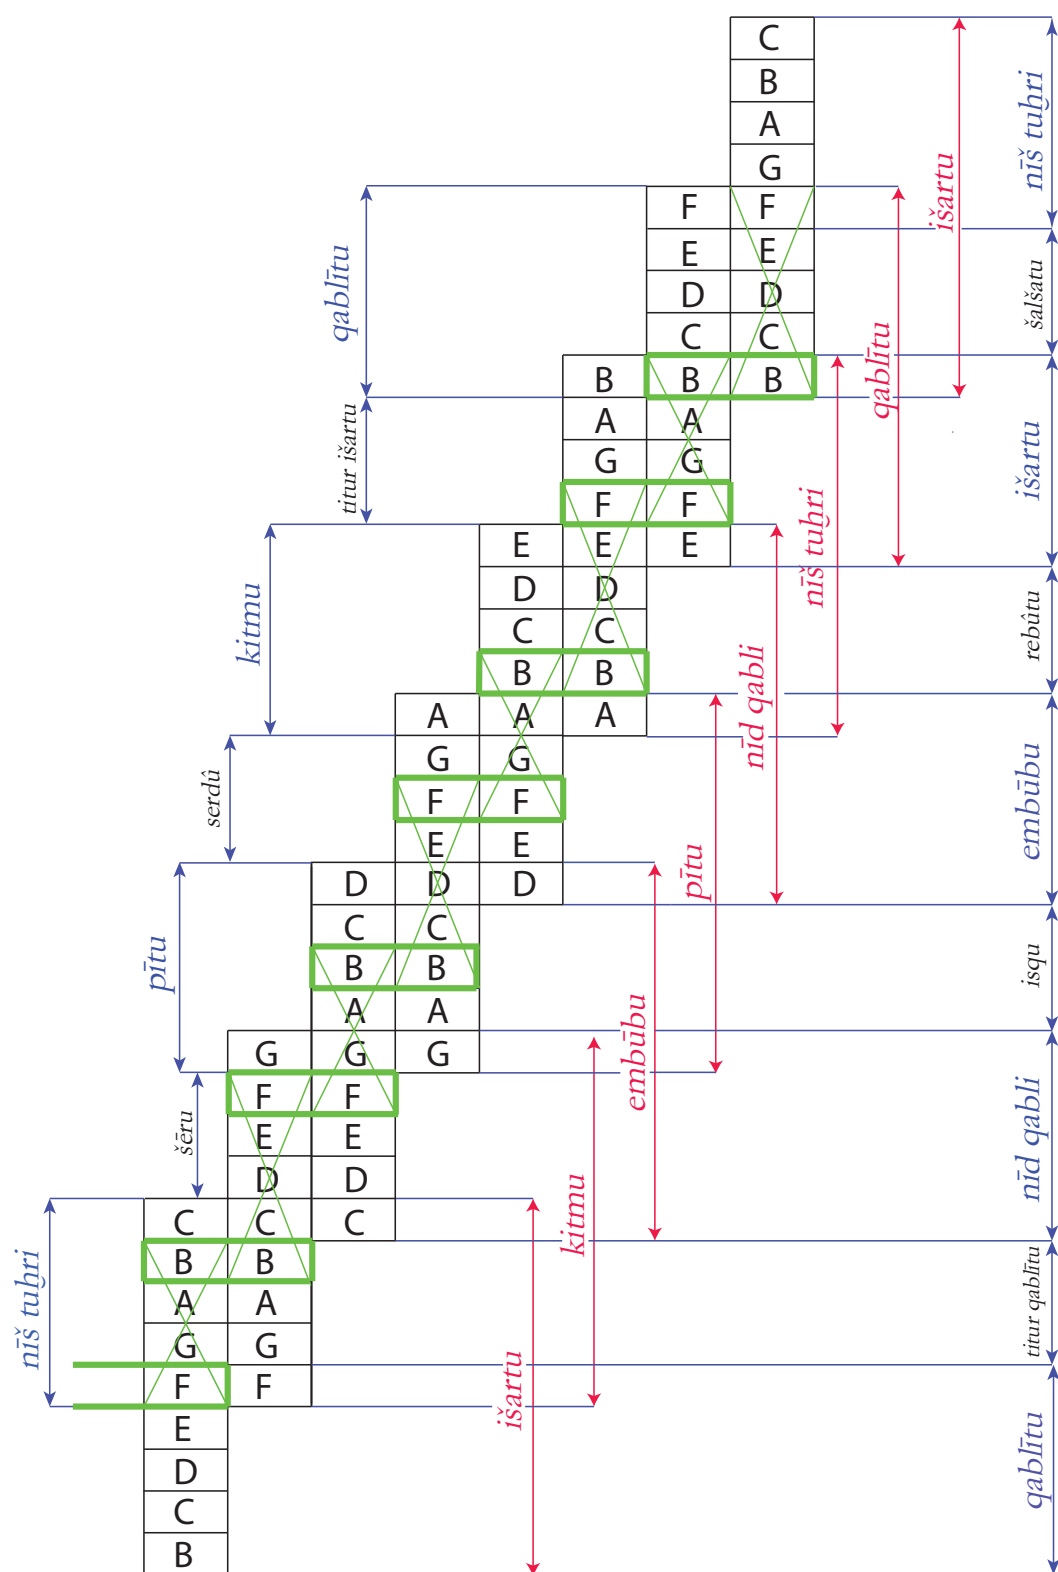 C
B
A
G
F F
E E
D D
C C
B B B
A A
G G
F F
E E E
D D
C C
B B
A A A
G G
F F
E E
D D D
C C
B B
A A
G G G
F F
E E
D D
C C C
B B
A A
G G
F F
E
D
C
B
qablītu
titur išartu
kitmu
serdû
pītu
šēru
nīš tuḫri
išartu
qablītu
nīš tuḫri
nīd qabli
pītu
embūbu
kitmu
išartu
nīš tuḫri
šalšatu
išartu
rebûtu
embūbu
isqu
nīd qabli
titur qablītu
qablītu